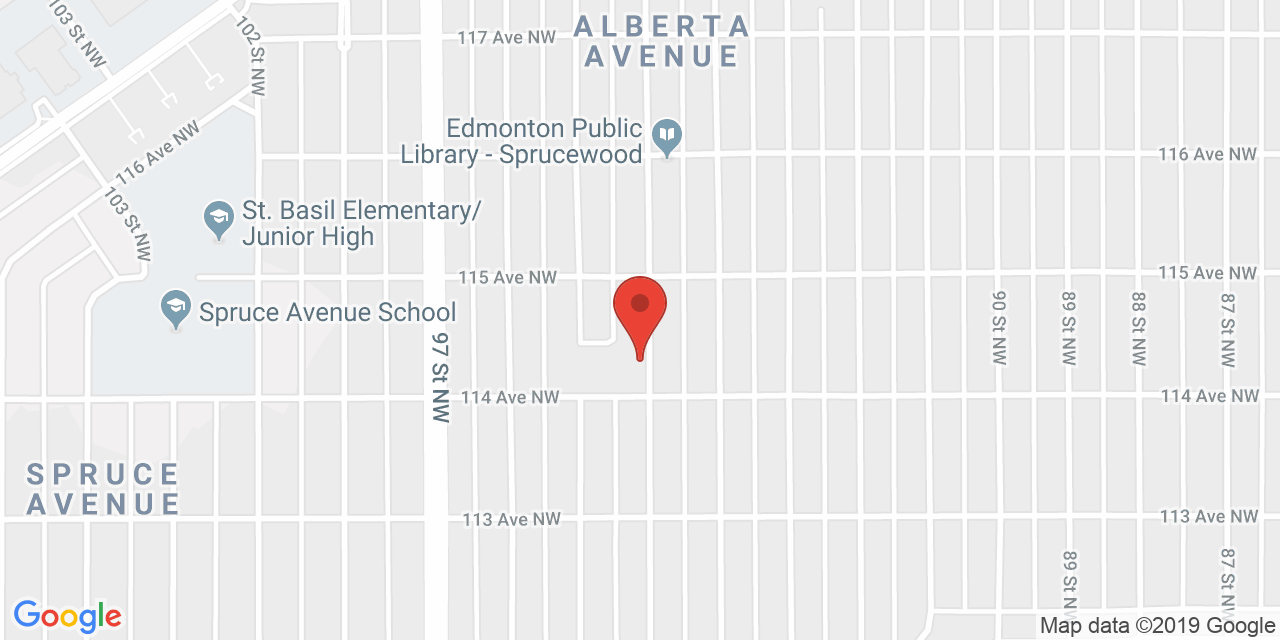 103 St NW
102 St NW
117 Ave NW
ALBERTA
AVENUE
Edmonton Public
Library - Sprucewood
116 Ave NW
116 Ave NW
103 St NW
St. Basil Elementary/
Junior High
115 Ave NW
115 Ave NW
Spruce Avenue School
90 St NW
89 St NW
88 St NW
87 St NW
97 St NW
114 Ave NW
114 Ave NW
SPRUCE
AVENUE
113 Ave NW
113 Ave NW
89 St NW
87 St NW
Google
Map data ©2019 Google